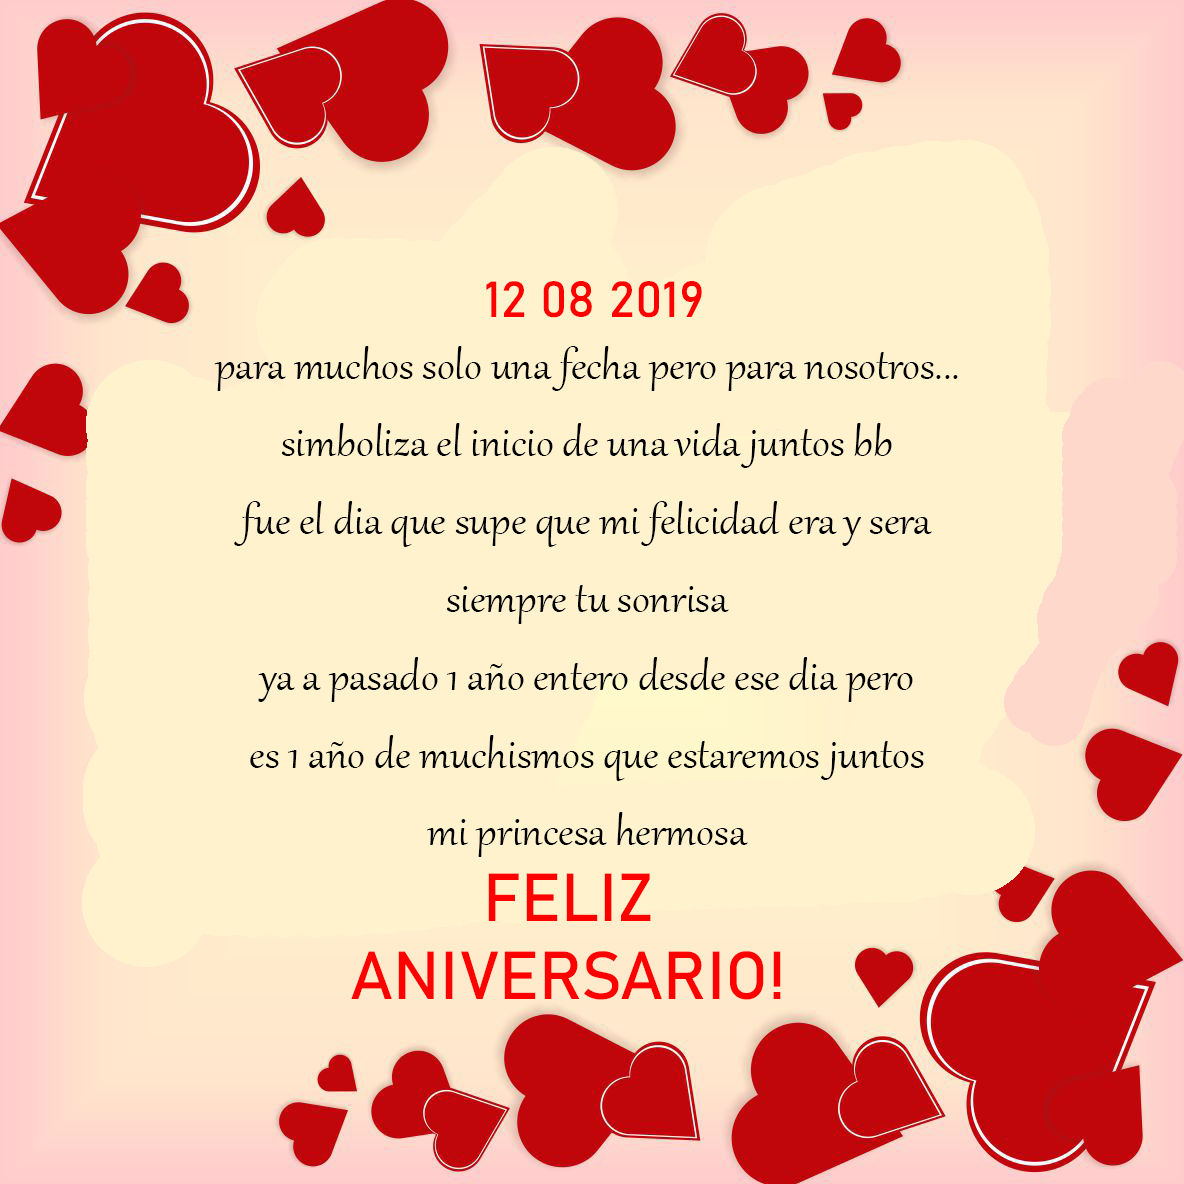 12 08 2019
para muchos solo una fecha pero para nosotros...
simboliza el inicio de una vida juntos bb
fue el dia que supe que mi felicidad era y sera
siempre tu sonrisa
ya a pasado 1 año entero desde ese dia pero
es 1 año de muchismos que estaremos juntos
mi princesa hermosa
FELIZ
ANIVERSARIO!